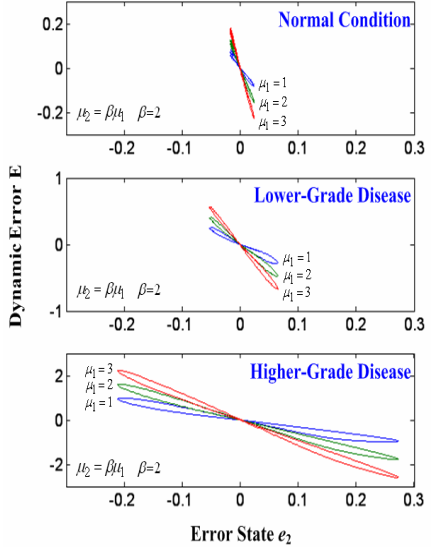 Normal Condition
0.2
0
-0.2
μ₁ = 1
μ₁ = 2
μ₁ = 3
μ₂ = βμ₁ β=2
-0.2 -0.1 0 0.1 0.2 0.3
Dynamic Error E
Lower-Grade Disease
1
0
-1
μ₁ = 1
μ₁ = 2
μ₁ = 3
μ₂ = βμ₁ β=2
-0.2 -0.1 0 0.1 0.2 0.3
Higher-Grade Disease
2
0
-2
μ₁ = 3
μ₁ = 2
μ₁ = 1
μ₂ = βμ₁ β=2
-0.2 -0.1 0 0.1 0.2 0.3
Error State e₂